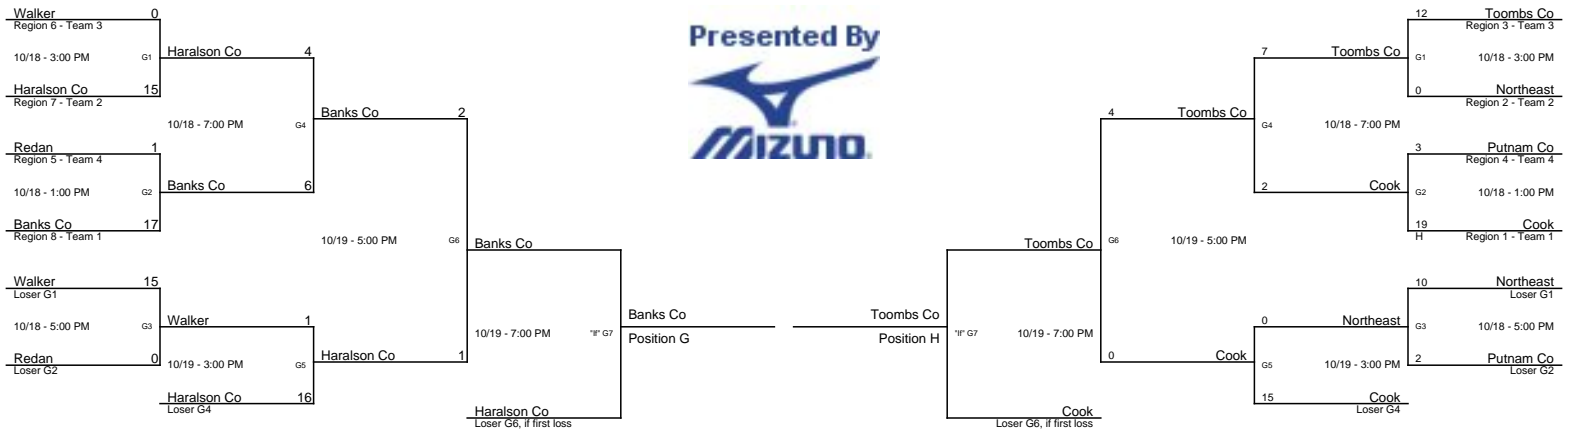 Walker 0
Region 6 - Team 3
10/18 - 3:00 PM G1
Haralson Co 15
Region 7 - Team 2
Haralson Co 4
10/18 - 7:00 PM G4
Redan 1
Region 5 - Team 4
10/18 - 1:00 PM G2
Banks Co 17
Region 8 - Team 1
Banks Co 6
Banks Co 2
10/19 - 5:00 PM G6
Walker 15
Loser G1
10/18 - 5:00 PM G3
Redan 0
Loser G2
Walker 1
10/19 - 3:00 PM G5
Haralson Co 16
Loser G4
Haralson Co 1
Banks Co
10/19 - 7:00 PM "If" G7
Haralson Co
Loser G6, if first loss
Banks Co
Position G
Presented By
MIZUNO
Toombs Co
Position H
Toombs Co
"If" G7 10/19 - 7:00 PM
Cook
Loser G6, if first loss
4 Toombs Co
G6 10/19 - 5:00 PM
0 Cook
7 Toombs Co
G4 10/18 - 7:00 PM
2 Cook
12 Toombs Co
Region 3 - Team 3
G1 10/18 - 3:00 PM
0 Northeast
Region 2 - Team 2
3 Putnam Co
Region 4 - Team 4
G2 10/18 - 1:00 PM
19 Cook
H Region 1 - Team 1
0 Northeast
G5 10/19 - 3:00 PM
15 Cook
Loser G4
10 Northeast
Loser G1
G3 10/18 - 5:00 PM
2 Putnam Co
Loser G2